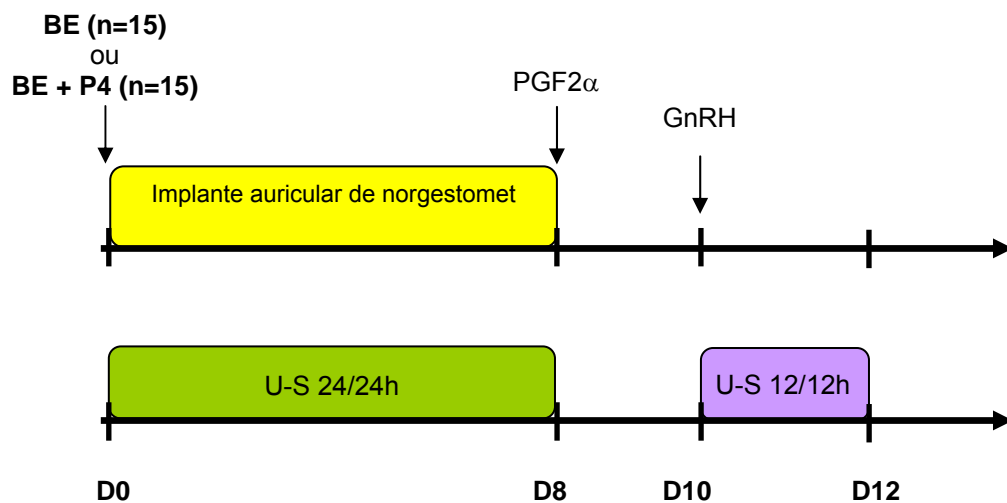 BE (n=15)
ou
BE + P4 (n=15)
PGF2α
GnRH
Implante auricular de norgestomet
U-S 24/24h
U-S 12/12h
D0
D8
D10
D12